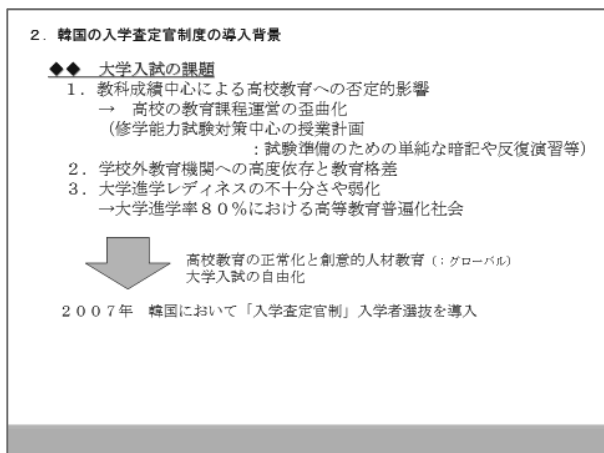 ２．韓国の入学査定官制度の導入背景
◆◆　大学入試の課題
１．教科成績中心による高校教育への否定的影響
→　高校の教育課程運営の歪曲化
（修学能力試験対策中心の授業計画
：試験準備のための単純な暗記や反復演習等）
２．学校外教育機関への高度依存と教育格差
３．大学進学レディネスの不十分さや弱化
→大学進学率８０％における高等教育普遍化社会
高校教育の正常化と創意的人材教育（：グローバル）
大学入試の自由化
２００７年　韓国において「入学査定官制」入学者選抜を導入